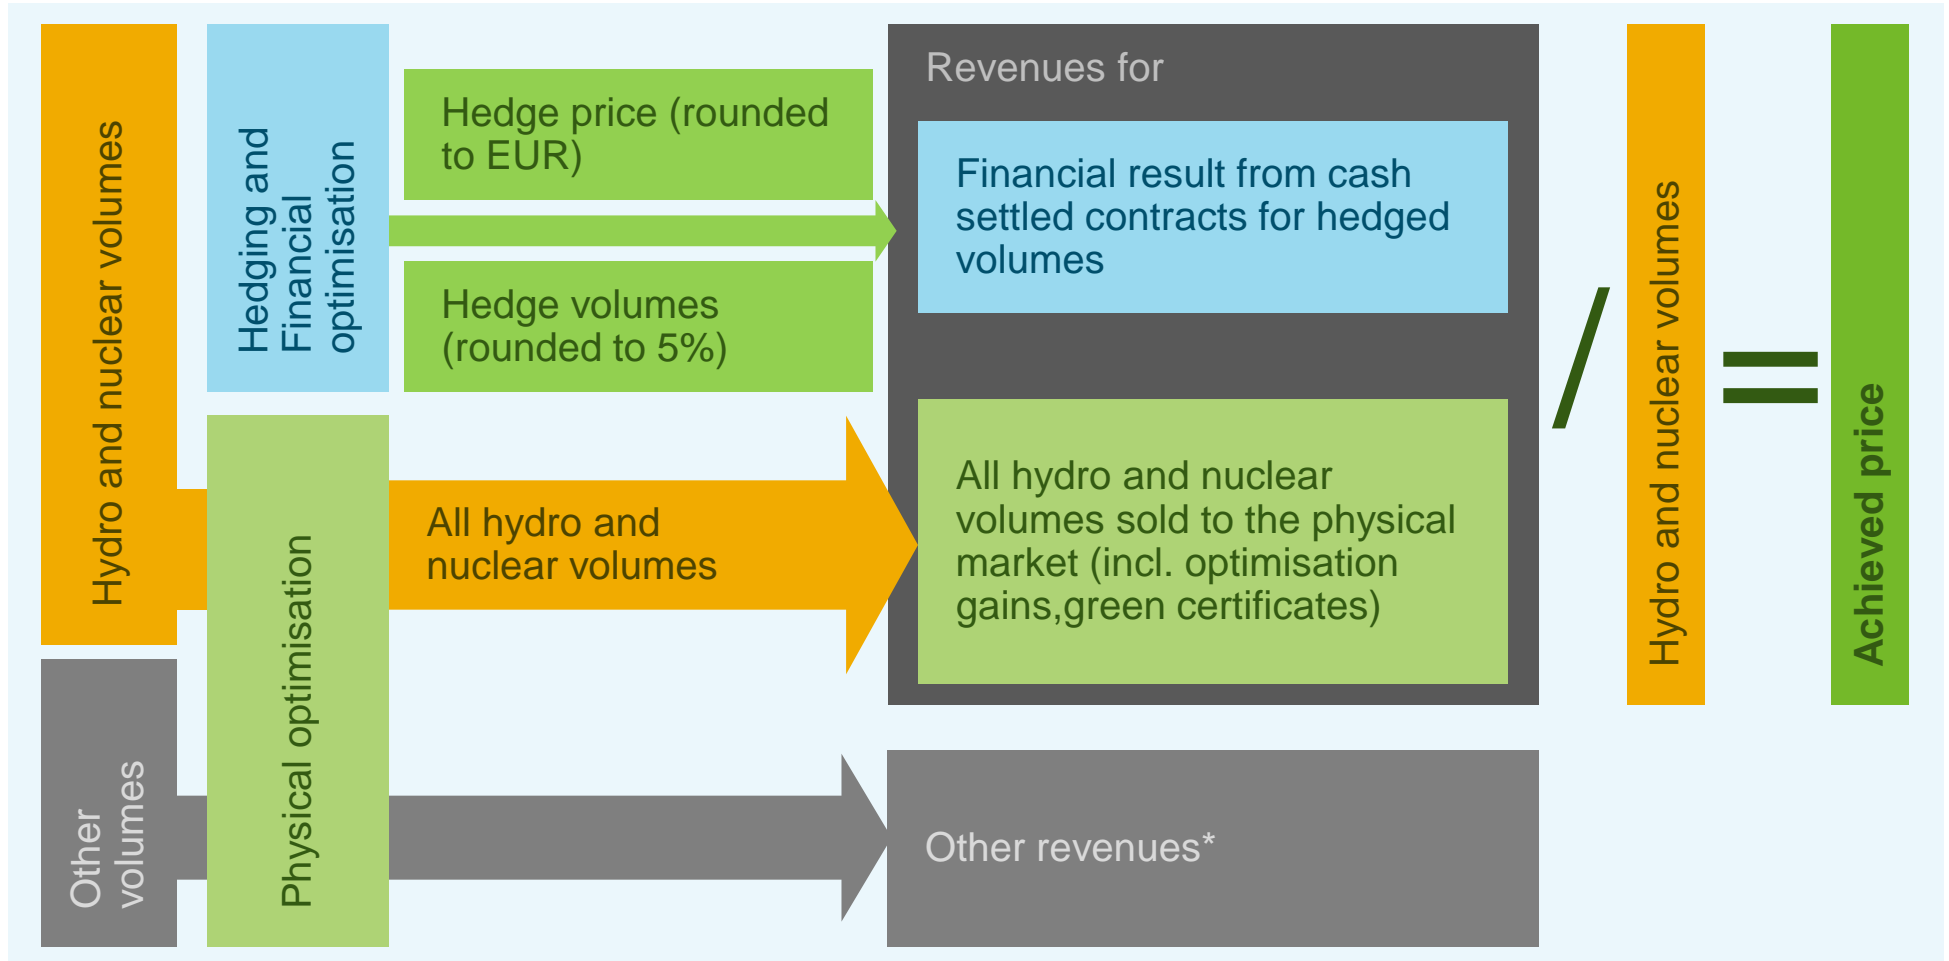 Hydro and nuclear volumes
Hedging and
Financial
optimisation
Hedge price (rounded
to EUR)
Hedge volumes
(rounded to 5%)
Revenues for
Financial result from cash
settled contracts for hedged
volumes
/
Hydro and nuclear volumes
=
Achieved price
Physical optimisation
All hydro and
nuclear volumes
All hydro and nuclear
volumes sold to the physical
market (incl. optimisation
gains,green certificates)
Other
volumes
Other revenues*